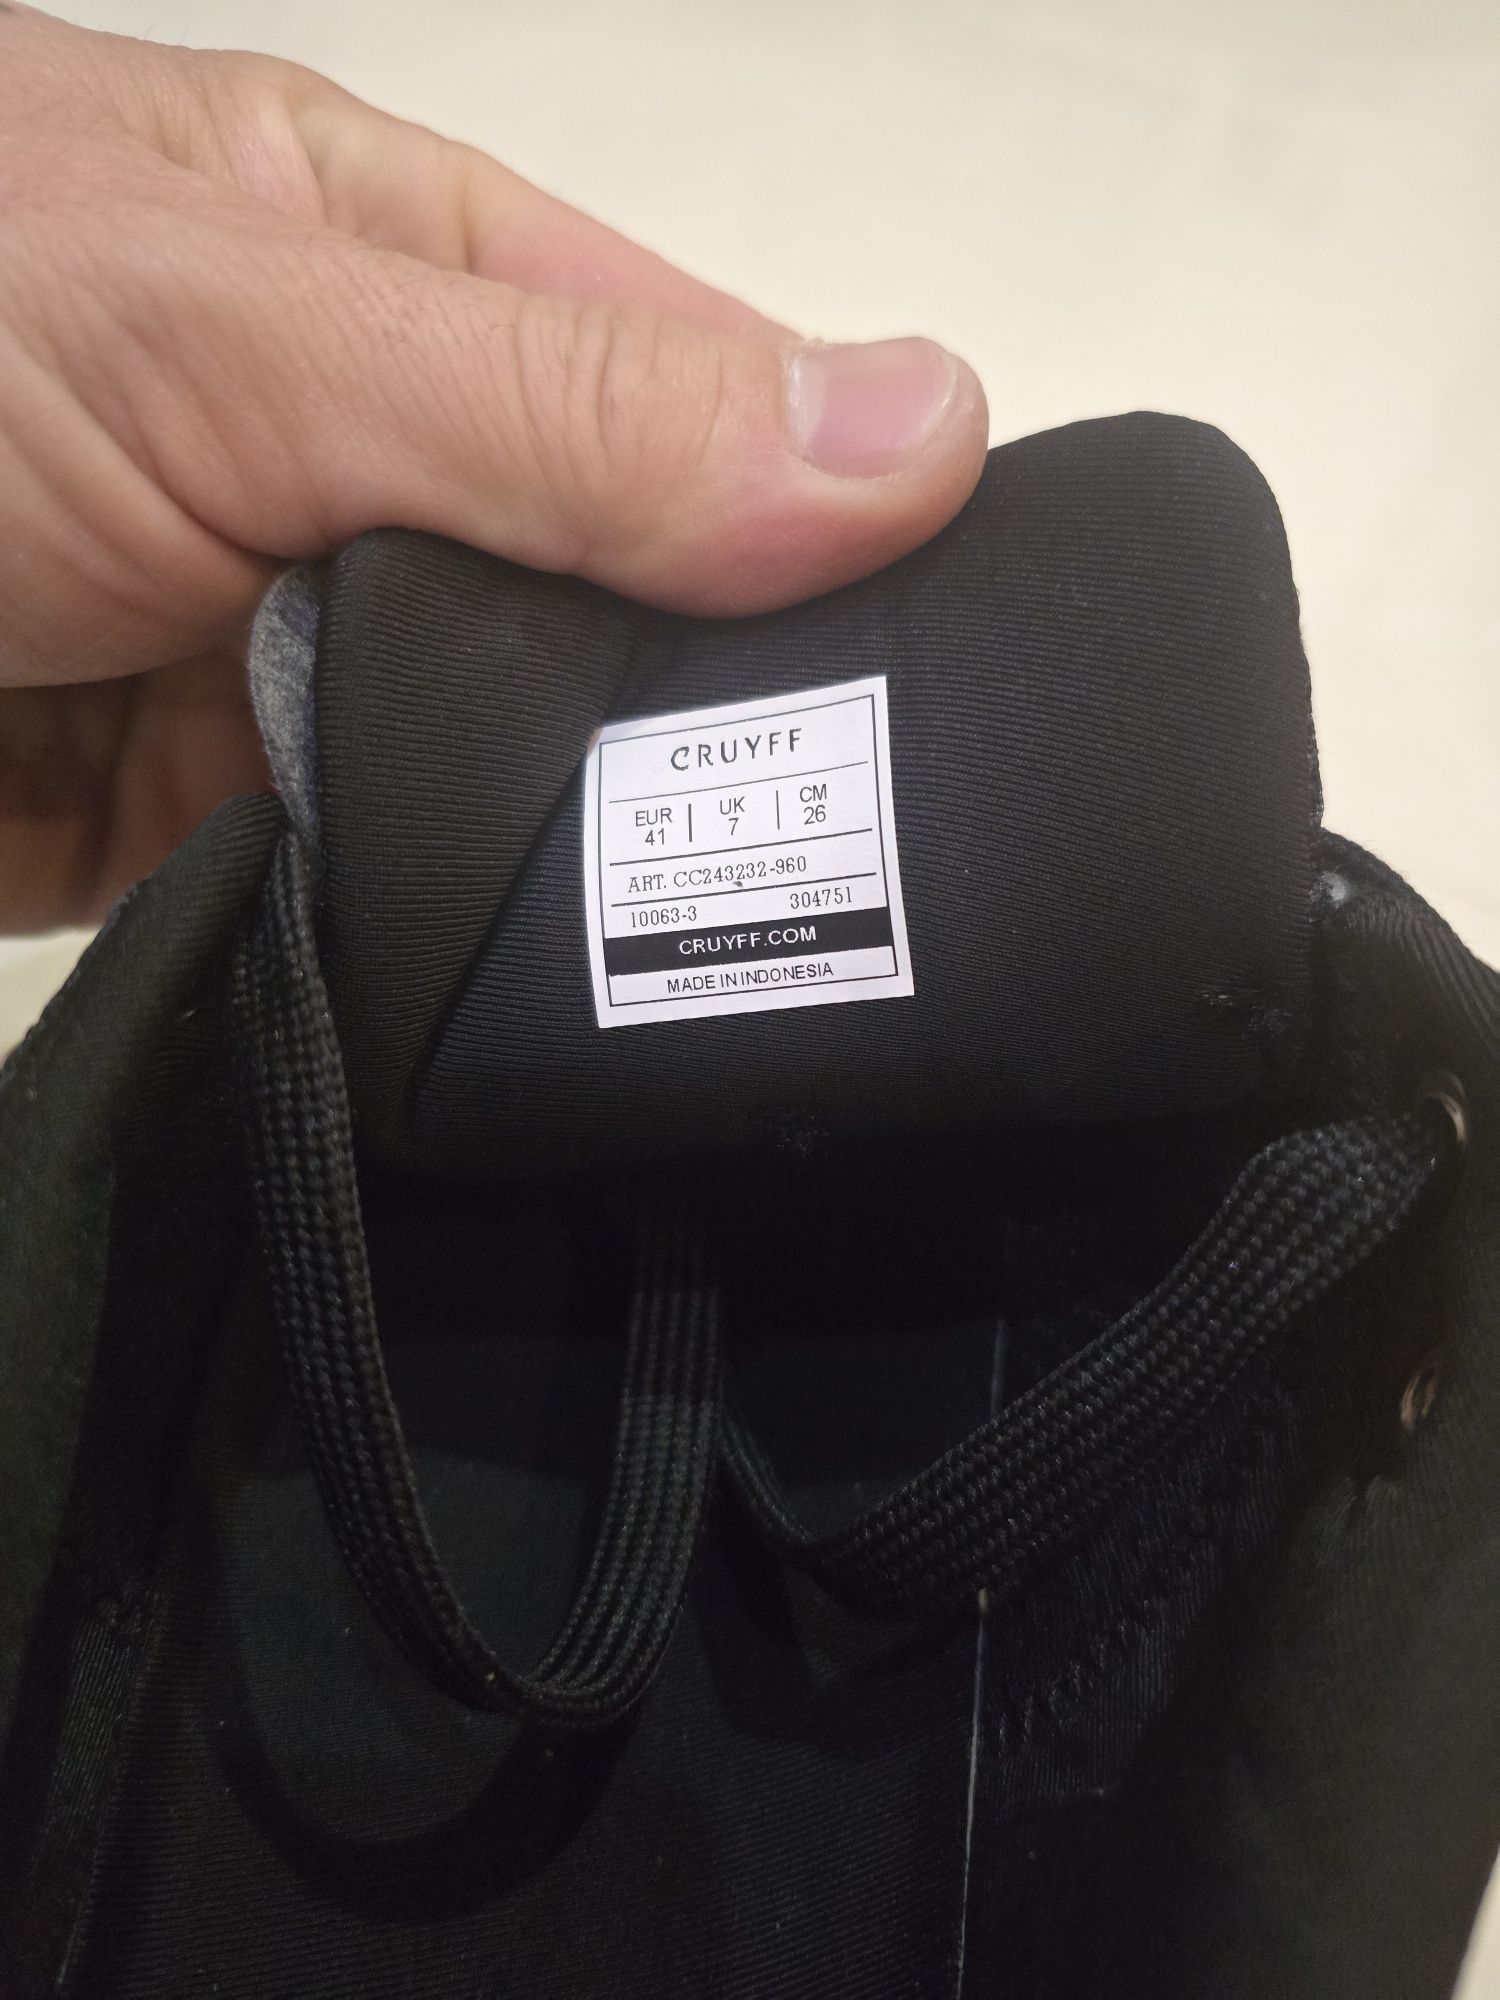 CRUYFF
EUR | UK | CM
41 7 26
ART. CC243232-960
10063-3 304751
CRUYFF.COM
MADE IN INDONESIA